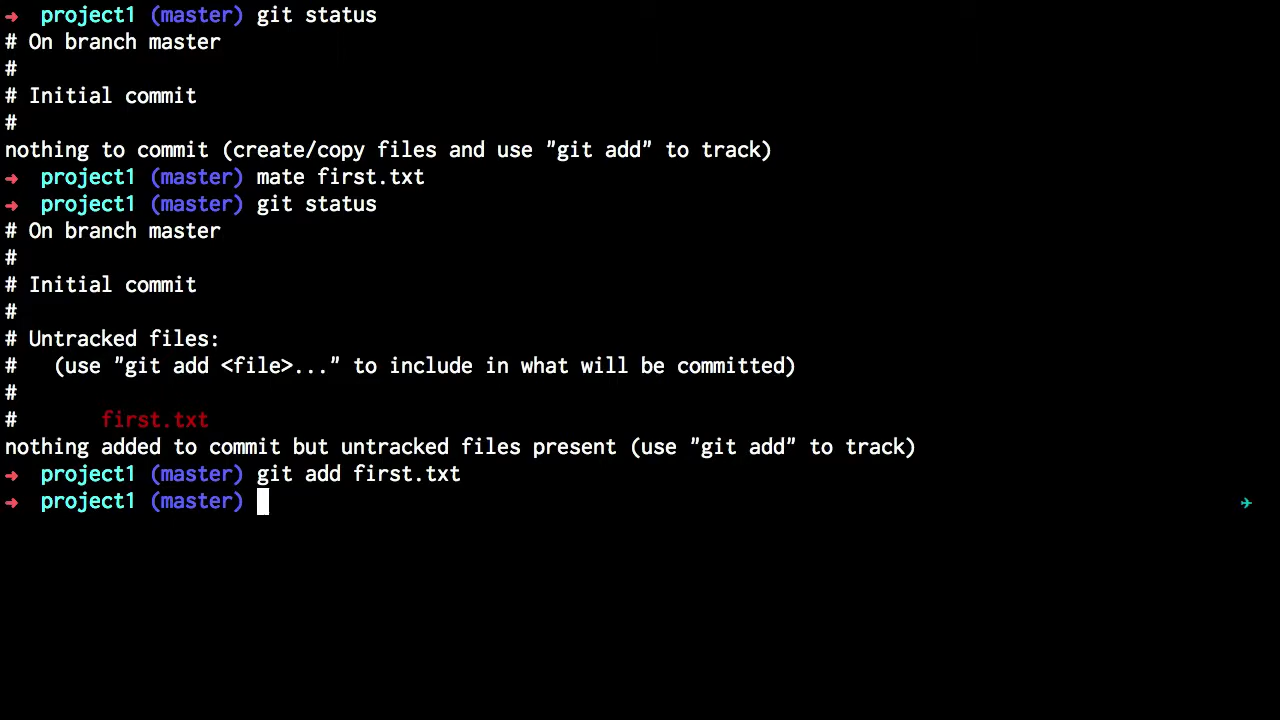 ➜  project1 (master) git status
# On branch master
#
# Initial commit
#
nothing to commit (create/copy files and use "git add" to track)
➜  project1 (master) mate first.txt
➜  project1 (master) git status
# On branch master
#
# Initial commit
#
# Untracked files:
#   (use "git add <file>..." to include in what will be committed)
#
#       first.txt
nothing added to commit but untracked files present (use "git add" to track)
➜  project1 (master) git add first.txt
➜  project1 (master)